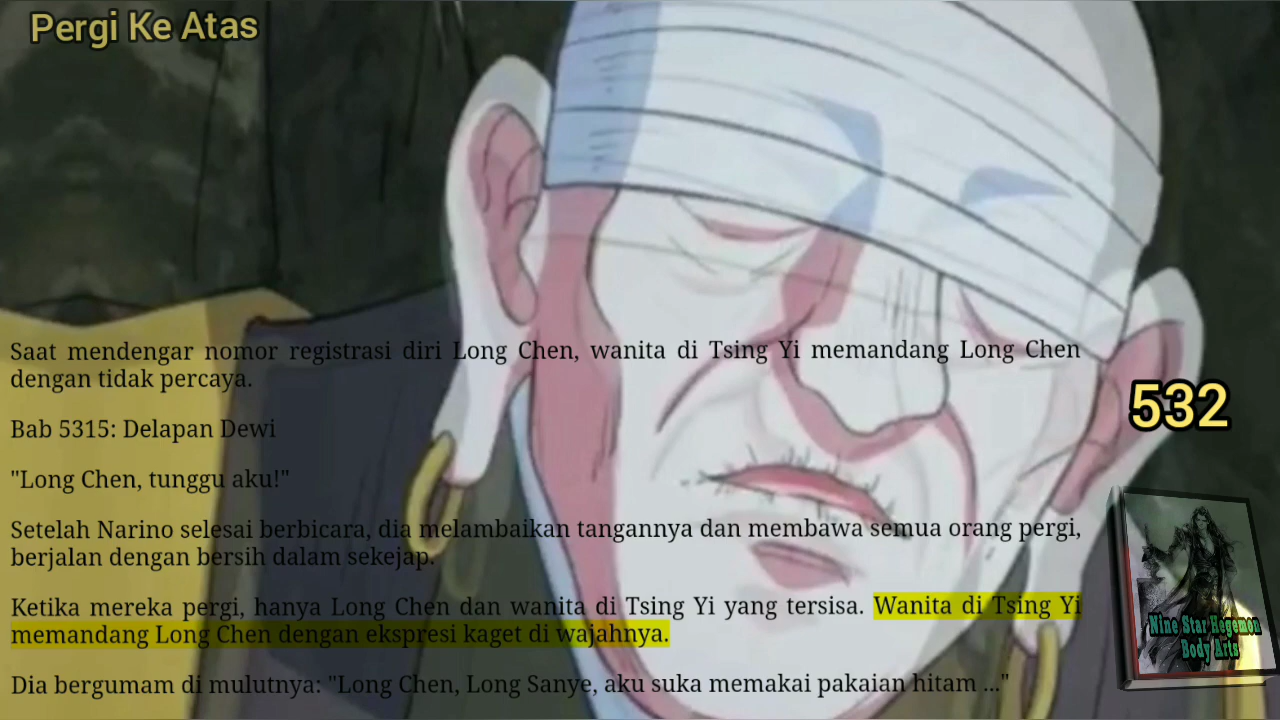 Pergi Ke Atas
Saat mendengar nomor registrasi diri Long Chen, wanita di Tsing Yi memandang Long Chen
dengan tidak percaya.
Bab 5315: Delapan Dewi
"Long Chen, tunggu aku!"
Setelah Narino selesai berbicara, dia melambaikan tangannya dan membawa semua orang pergi,
berjalan dengan bersih dalam sekejap.
Ketika mereka pergi, hanya Long Chen dan wanita di Tsing Yi yang tersisa. Wanita di Tsing Yi
memandang Long Chen dengan ekspresi kaget di wajahnya.
Dia bergumam di mulutnya: "Long Chen, Long Sanye, aku suka memakai pakaian hitam ..."
532
Nine Star Hegemon
Body Arts